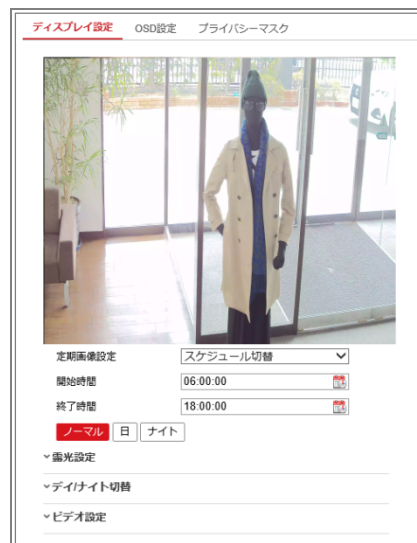 ディスプレイ設定 OSD設定 プライバシーマスク
定期画像設定 スケジュール切替
開始時間 06:00:00
終了時間 18:00:00
ノーマル 日 ナイト
霊光設定
デイ/ナイト切替
ビデオ設定